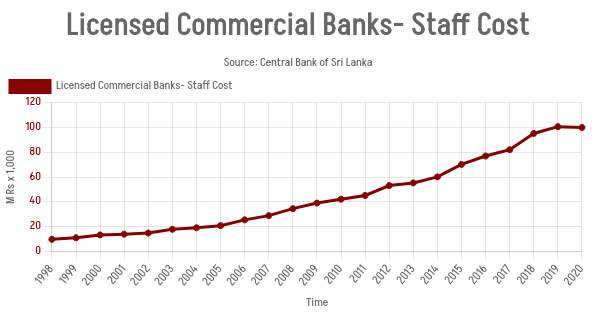 Licensed Commercial Banks- Staff Cost
Source: Central Bank of Sri Lanka
Licensed Commercial Banks- Staff Cost
120
100
80
60
40
20
0
M Rs x 1,000
1998 1999 2000 2001 2002 2003 2004 2005 2006 2007 2008 2009 2010 2011 2012 2013 2014 2015 2016 2017 2018 2019 2020
Time